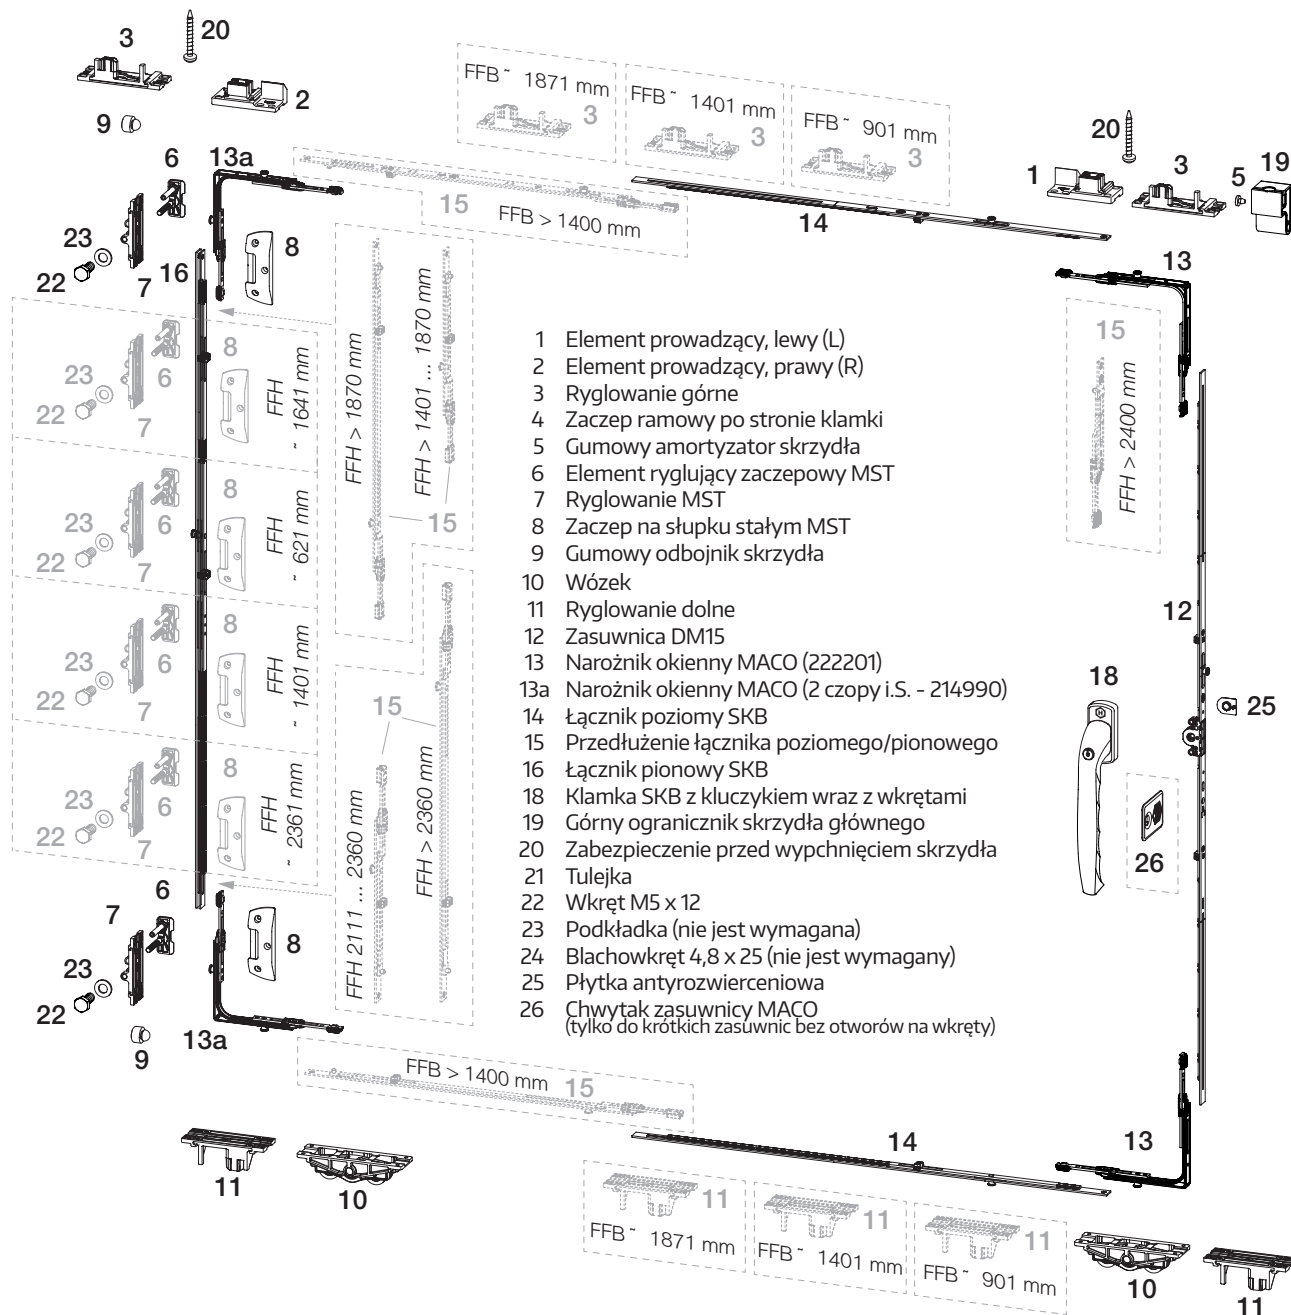 3
20
2
9
6
13a
23
22
7
16
8
FFB ~ 1871 mm
3
FFB ~ 1401 mm
3
FFB ~ 901 mm
3
15
FFB > 1400 mm
14
20
1
3
5
19
13
15
FFH > 2400 mm
FFH > 1870 mm
FFH > 1401 ... 1870 mm
15
23
22
7
6
8
FFH
~ 1641 mm
23
22
7
6
8
FFH
~ 621 mm
23
22
7
6
8
FFH
~ 1401 mm
23
22
7
6
8
FFH
~ 2361 mm
15
FFH 2111 ... 2360 mm
FFH > 2360 mm
1 Element prowadzący, lewy (L)
2 Element prowadzący, prawy (R)
3 Ryglowanie górne
4 Zaczep ramowy po stronie klamki
5 Gumowy amortyzator skrzydła
6 Element ryglujący zaczepowy MST
7 Ryglowanie MST
8 Zaczep na słupku stałym MST
9 Gumowy odbojnik skrzydła
10 Wózek
11 Ryglowanie dolne
12 Zasuwnica DM15
13 Narożnik okienny MACO (222201)
13a Narożnik okienny MACO (2 czopy i.S. - 214990)
14 Łącznik poziomy SKB
15 Przedłużenie łącznika poziomego/pionowego
16 Łącznik pionowy SKB
18 Klamka SKB z kluczykiem wraz z wkrętami
19 Górny ogranicznik skrzydła głównego
20 Zabezpieczenie przed wypchnięciem skrzydła
21 Tulejka
22 Wkręt M5 x 12
23 Podkładka (nie jest wymagana)
24 Blachowkręt 4,8 x 25 (nie jest wymagany)
25 Płytka antyrozwierceniowa
26 Chwytak zasuwnicy MACO
(tylko do krótkich zasuwnic bez otworów na wkręty)
12
18
25
26
6
7
23
22
8
9
13a
FFB > 1400 mm
15
11
10
14
13
11
FFB ~ 1871 mm
11
FFB ~ 1401 mm
11
FFB ~ 901 mm
10
11